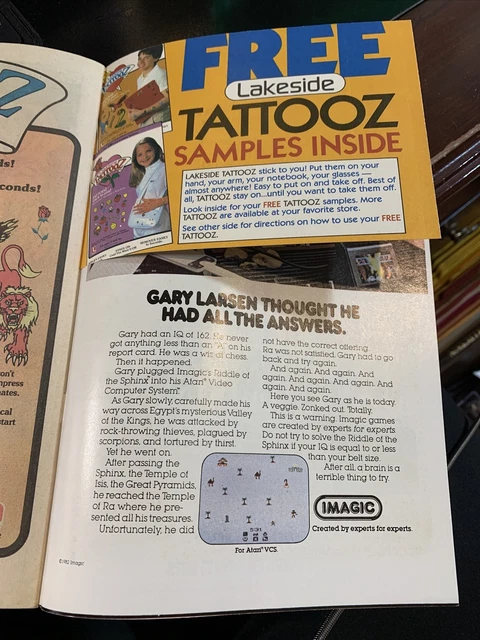 FREE
Lakeside
TATTOOZ
SAMPLES INSIDE
LAKESIDE TATTOOZ stick to you! Put them on your
hand, your arm, your notebook, your glasses —
almost anywhere! Easy to put on and take off. Best of
all, TATTOOZ stay on...until you want to take them off.
Look inside for your FREE TATTOOZ samples. More
TATTOOZ are available at your favorite store.
See other side for directions on how to use your FREE
TATTOOZ.
ds!
econds!
on't
mpress
nates.
cal
start
GARY LARSEN THOUGHT HE
HAD ALL THE ANSWERS.
Gary had an IQ of 162. He never
got anything less than an "A" on his
report card. He was a wiz at chess.
Then it happened.
Gary plugged Imagic's Riddle of
the Sphinx into his Atari® Video
Computer System™.
As Gary slowly carefully made his
way across Egypt's mysterious Valley
of the Kings, he was attacked by
rock-throwing thieves, plagued by
scorpions, and tortured by thirst.
Yet he went on.
After passing the
Sphinx, the Temple of
Isis, the Great Pyramids,
he reached the Temple
of Ra where he pre-
sented all his treasures.
Unfortunately, he did
not have the correct offering.
Ra was not satisfied. Gary had to go
back and try again.
And again. And again. And
again. And again. And again. And
again. And again.
Here you see Gary as he is today.
A veggie. Zonked out. Totally.
This is a warning. Imagic games
are created by experts for experts.
Do not try to solve the Riddle of the
Sphinx if your IQ is equal to or less
than your belt size.
After all, a brain is a
terrible thing to try.
IMAGIC
Created by experts for experts.
For Atari® VCS.
©1982 Imagic